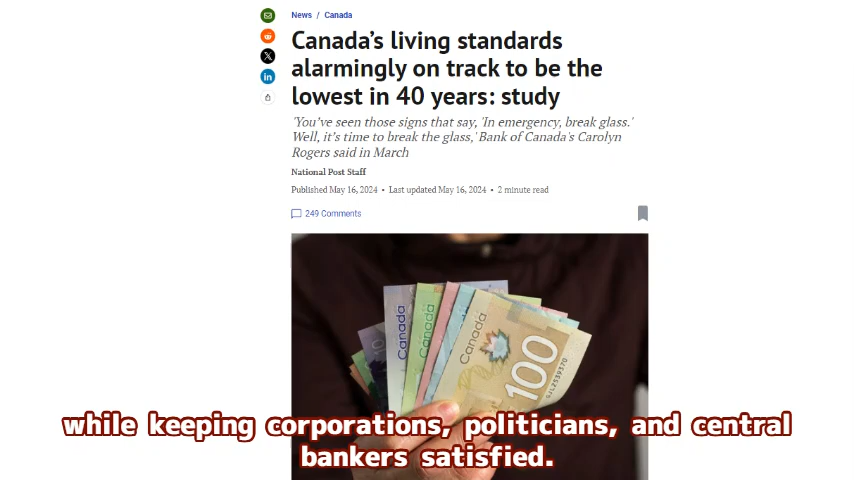 News / Canada
Canada's living standards
alarmingly on track to be the
lowest in 40 years: study
'You've seen those signs that say, 'In emergency, break glass.'
Well, it's time to break the glass,' Bank of Canada's Carolyn
Rogers said in March
National Post Staff
Published May 16, 2024 • Last updated May 16, 2024 • 2 minute read
249 Comments
Canada
Canada
Canada
100
while keeping corporations, politicians, and central
bankers satisfied.